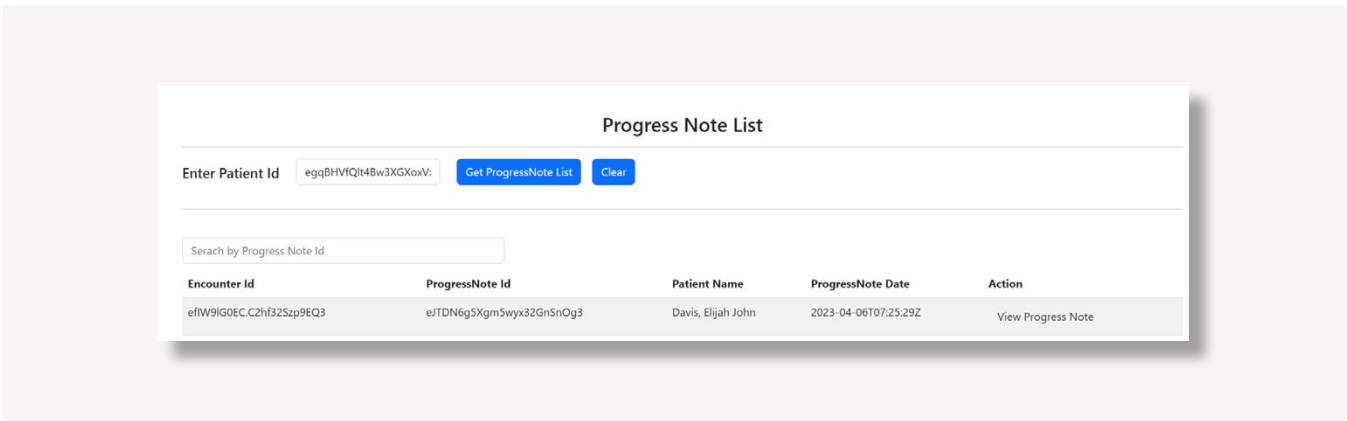 Progress Note List
Enter Patient Id egqBHVfQlt4Bw3XGXoxV: Get ProgressNote List Clear
Serach by Progress Note Id
Encounter Id ProgressNote Id Patient Name ProgressNote Date Action
efIW9lG0EC.C2hf32Szp9EQ3 eJTDN6g5Xgm5wyx32GnSnOg3 Davis, Elijah John 2023-04-06T07:25:29Z View Progress Note